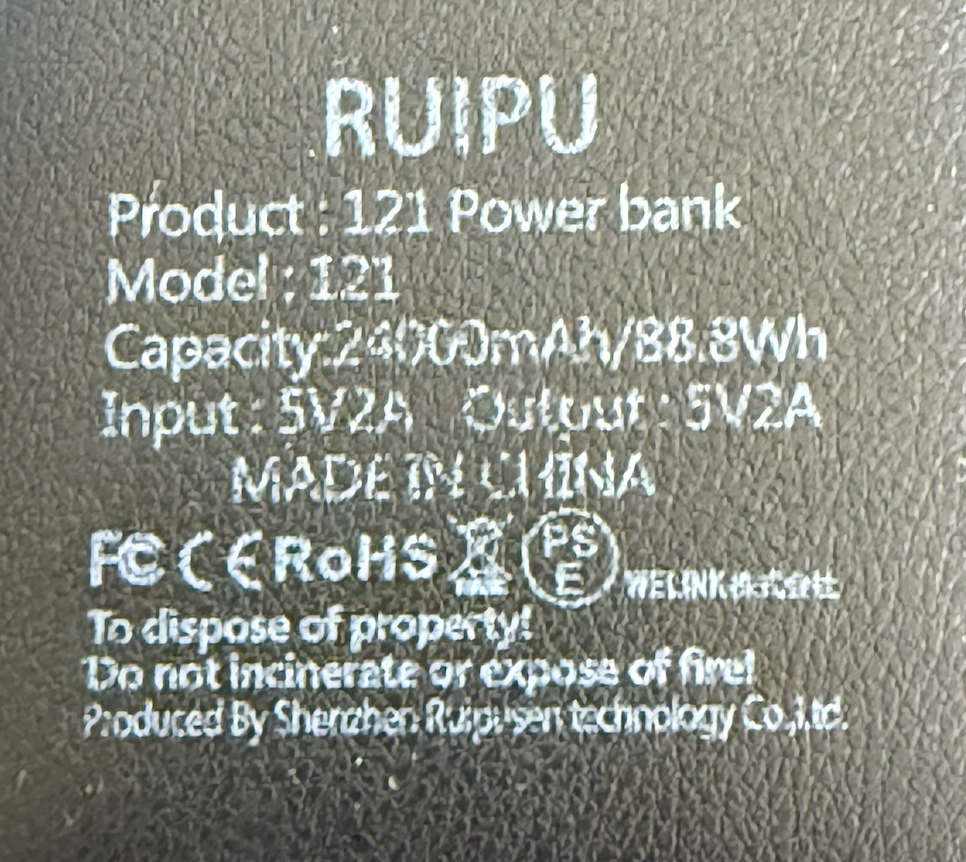 RUIPU
Product : 121 Power bank
Model : 121
Capacity:24000mAh/88.8Wh
Input : 5V2A Output : 5V2A
MADE IN CHINA
FC CE RoHS PS E WELINK
To dispose of property!
Do not incinerate or expose of fire!
Produced By Shenzhen Ruipusen technology Co.,Ltd.